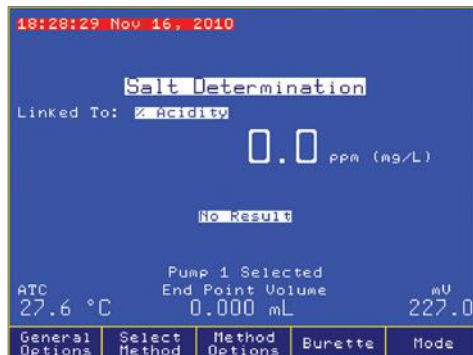 18:28:29 Nov 16, 2010
Salt Determination
Linked To: % Acidity
0.0 ppm (mg/L)
No Result
Pump 1 Selected
ATC End Point Volume mV
27.6 °C 0.000 mL 227.0
General Options Select Method Method Options Burette Mode